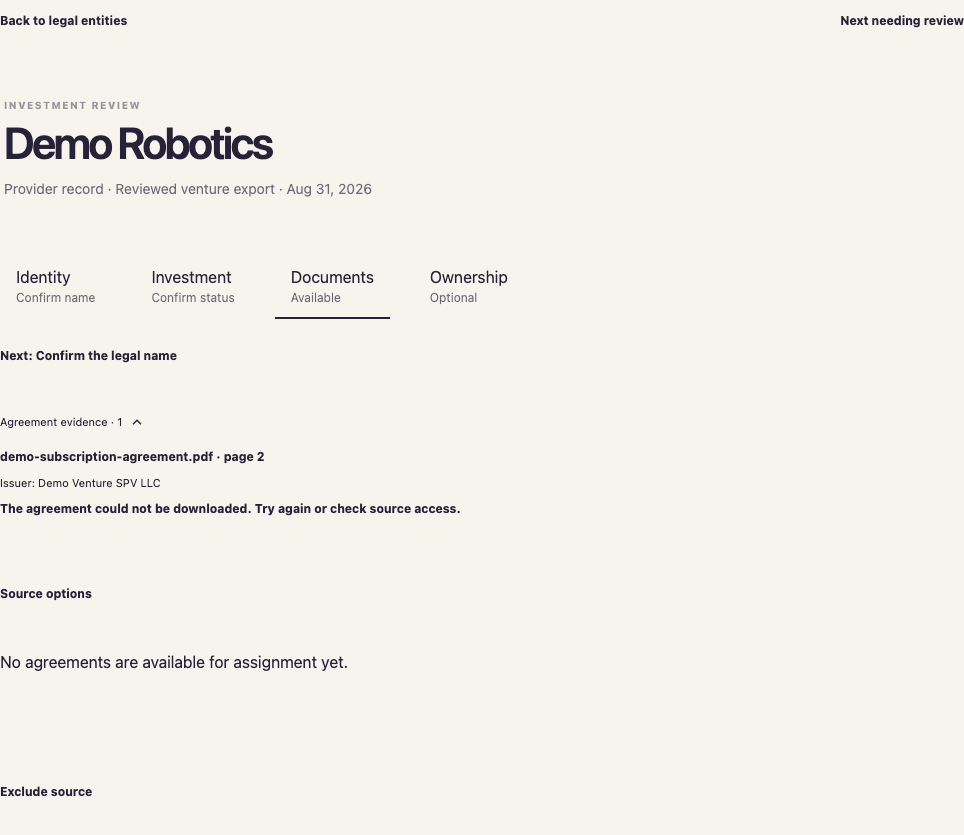 Back to legal entities
Next needing review
INVESTMENT REVIEW
Demo Robotics
Provider record · Reviewed venture export · Aug 31, 2026
Identity
Confirm name
Investment
Confirm status
Documents
Available
Ownership
Optional
Next: Confirm the legal name
Agreement evidence · 1
demo-subscription-agreement.pdf · page 2
Issuer: Demo Venture SPV LLC
The agreement could not be downloaded. Try again or check source access.
Source options
No agreements are available for assignment yet.
Exclude source